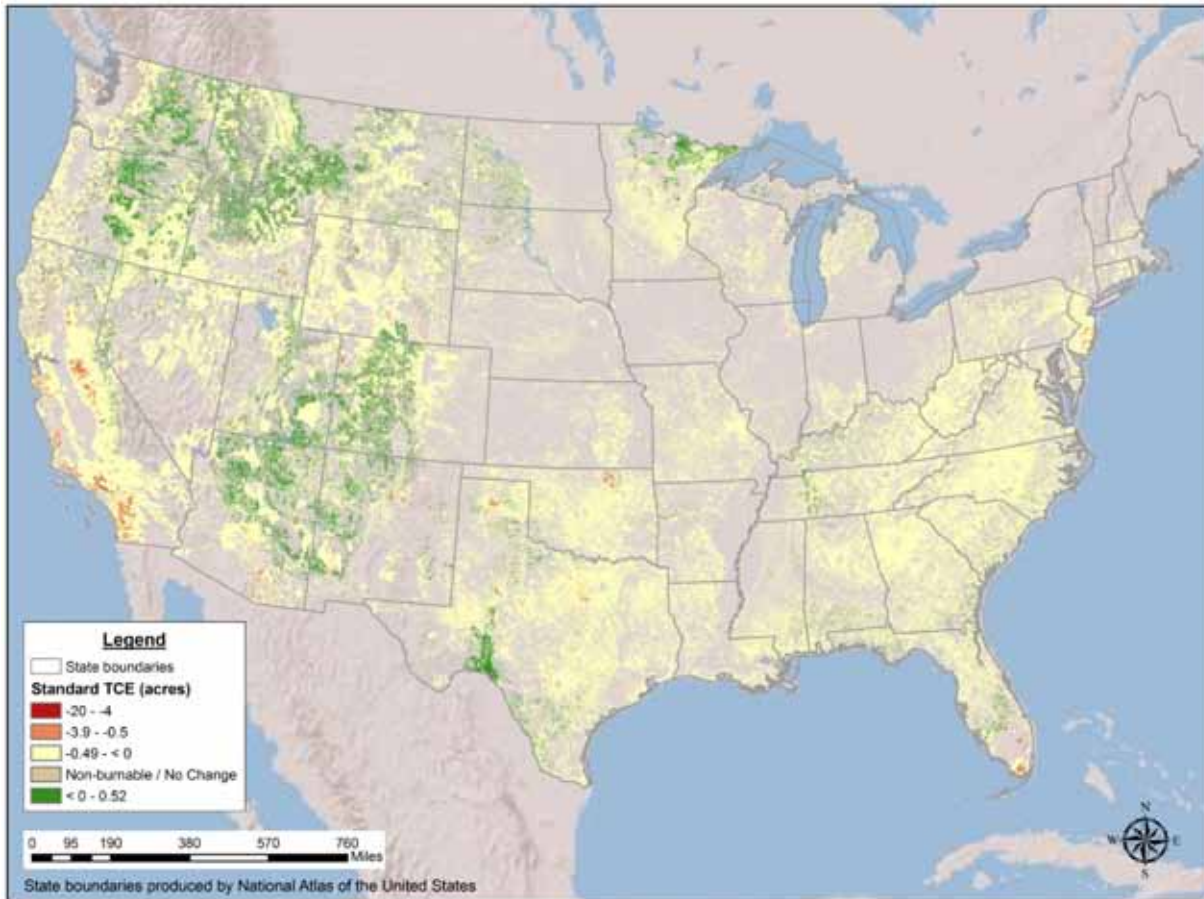 Legend
State boundaries
Standard TCE (acres)
-20 - -4
-3.9 - -0.5
-0.49 - < 0
Non-burnable / No Change
< 0 - 0.52
0 95 190 380 570 760
Miles
State boundaries produced by National Atlas of the United States
N
W E
S